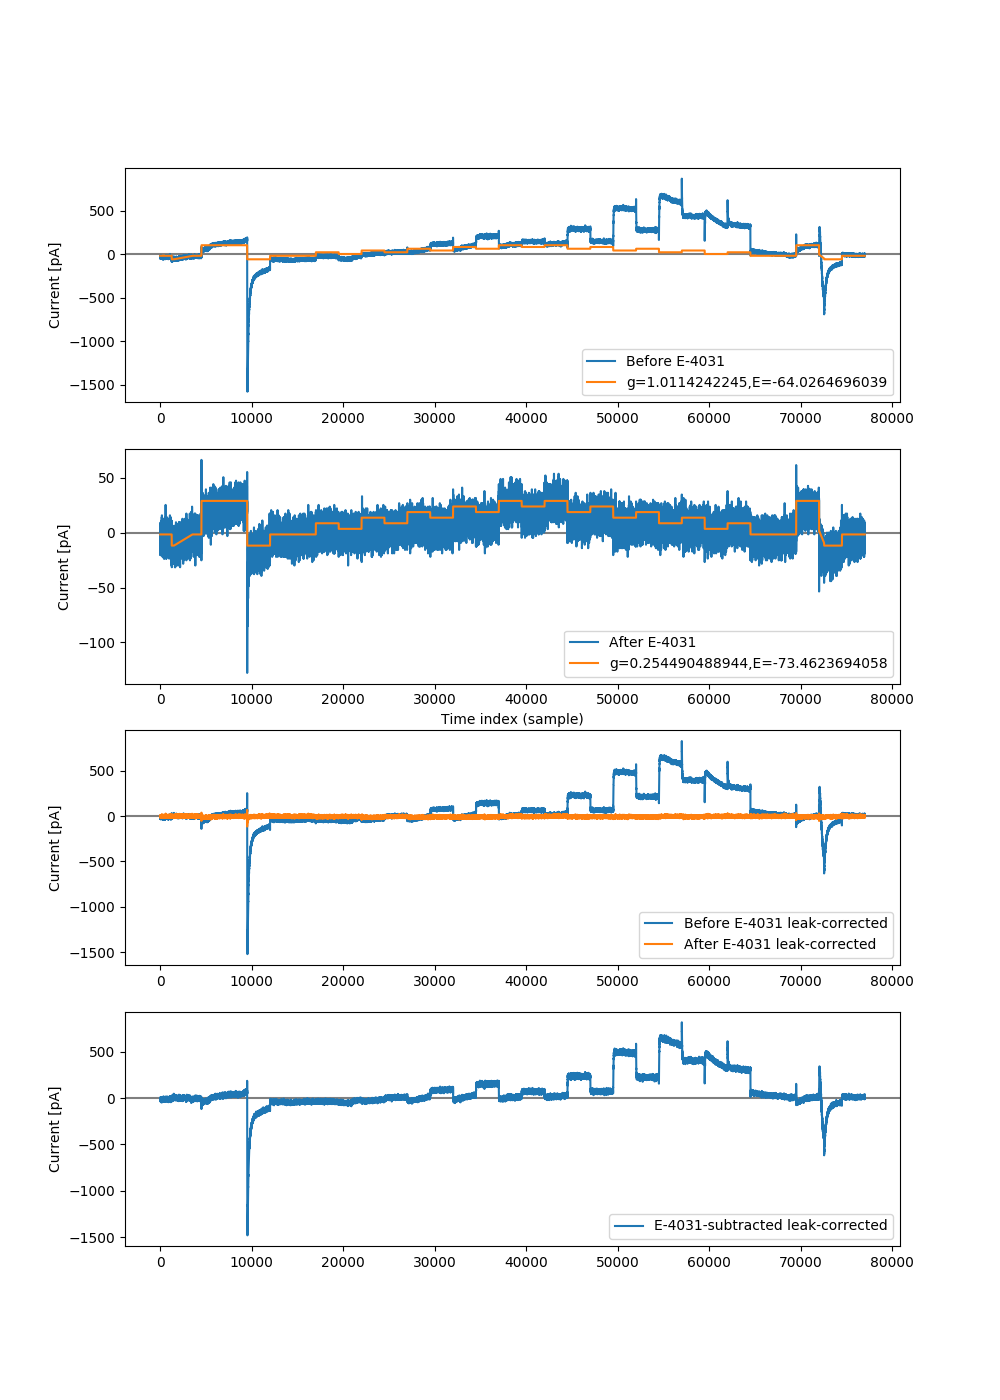 500
0
−500
−1000
−1500
Current [pA]
Before E-4031
g=1.0114242245,E=-64.0264696039
0 10000 20000 30000 40000 50000 60000 70000 80000
50
0
−50
−100
Current [pA]
After E-4031
g=0.254490488944,E=-73.4623694058
0 10000 20000 30000 40000 50000 60000 70000 80000
Time index (sample)
500
0
−500
−1000
−1500
Current [pA]
Before E-4031 leak-corrected
After E-4031 leak-corrected
0 10000 20000 30000 40000 50000 60000 70000 80000
500
0
−500
−1000
−1500
Current [pA]
E-4031-subtracted leak-corrected
0 10000 20000 30000 40000 50000 60000 70000 80000